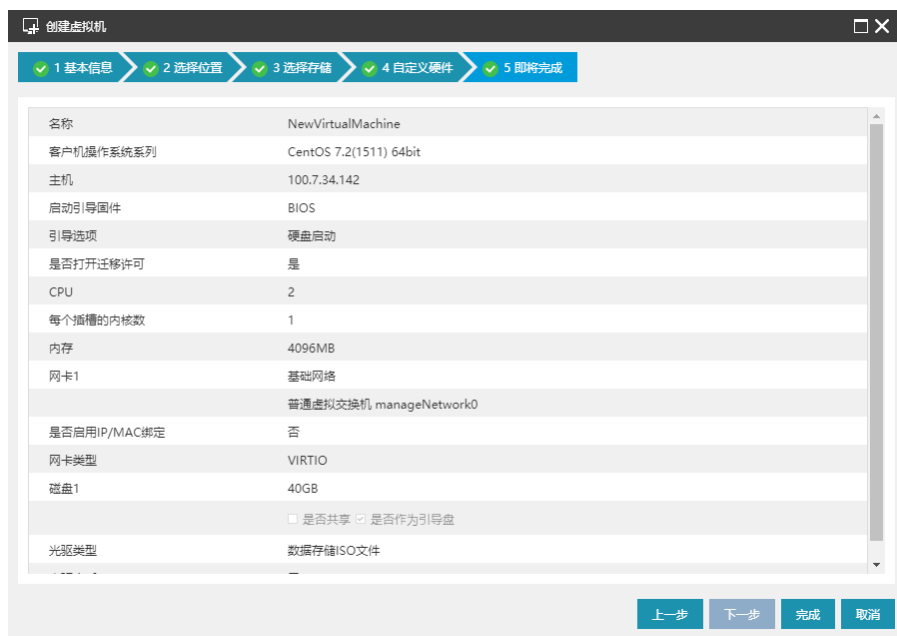 创建虚拟机
1 基本信息 2 选择位置 3 选择存储 4 自定义硬件 5 即将完成
名称 NewVirtualMachine
客户机操作系统系列 CentOS 7.2(1511) 64bit
主机 100.7.34.142
启动引导固件 BIOS
引导选项 硬盘启动
是否打开迁移许可 是
CPU 2
每个插槽的内核数 1
内存 4096MB
网卡1 基础网络
普通虚拟交换机 manageNetwork0
是否启用IP/MAC绑定 否
网卡类型 VIRTIO
磁盘1 40GB
是否共享 是否作为引导盘
光驱类型 数据存储ISO文件
上一步 下一步 完成 取消